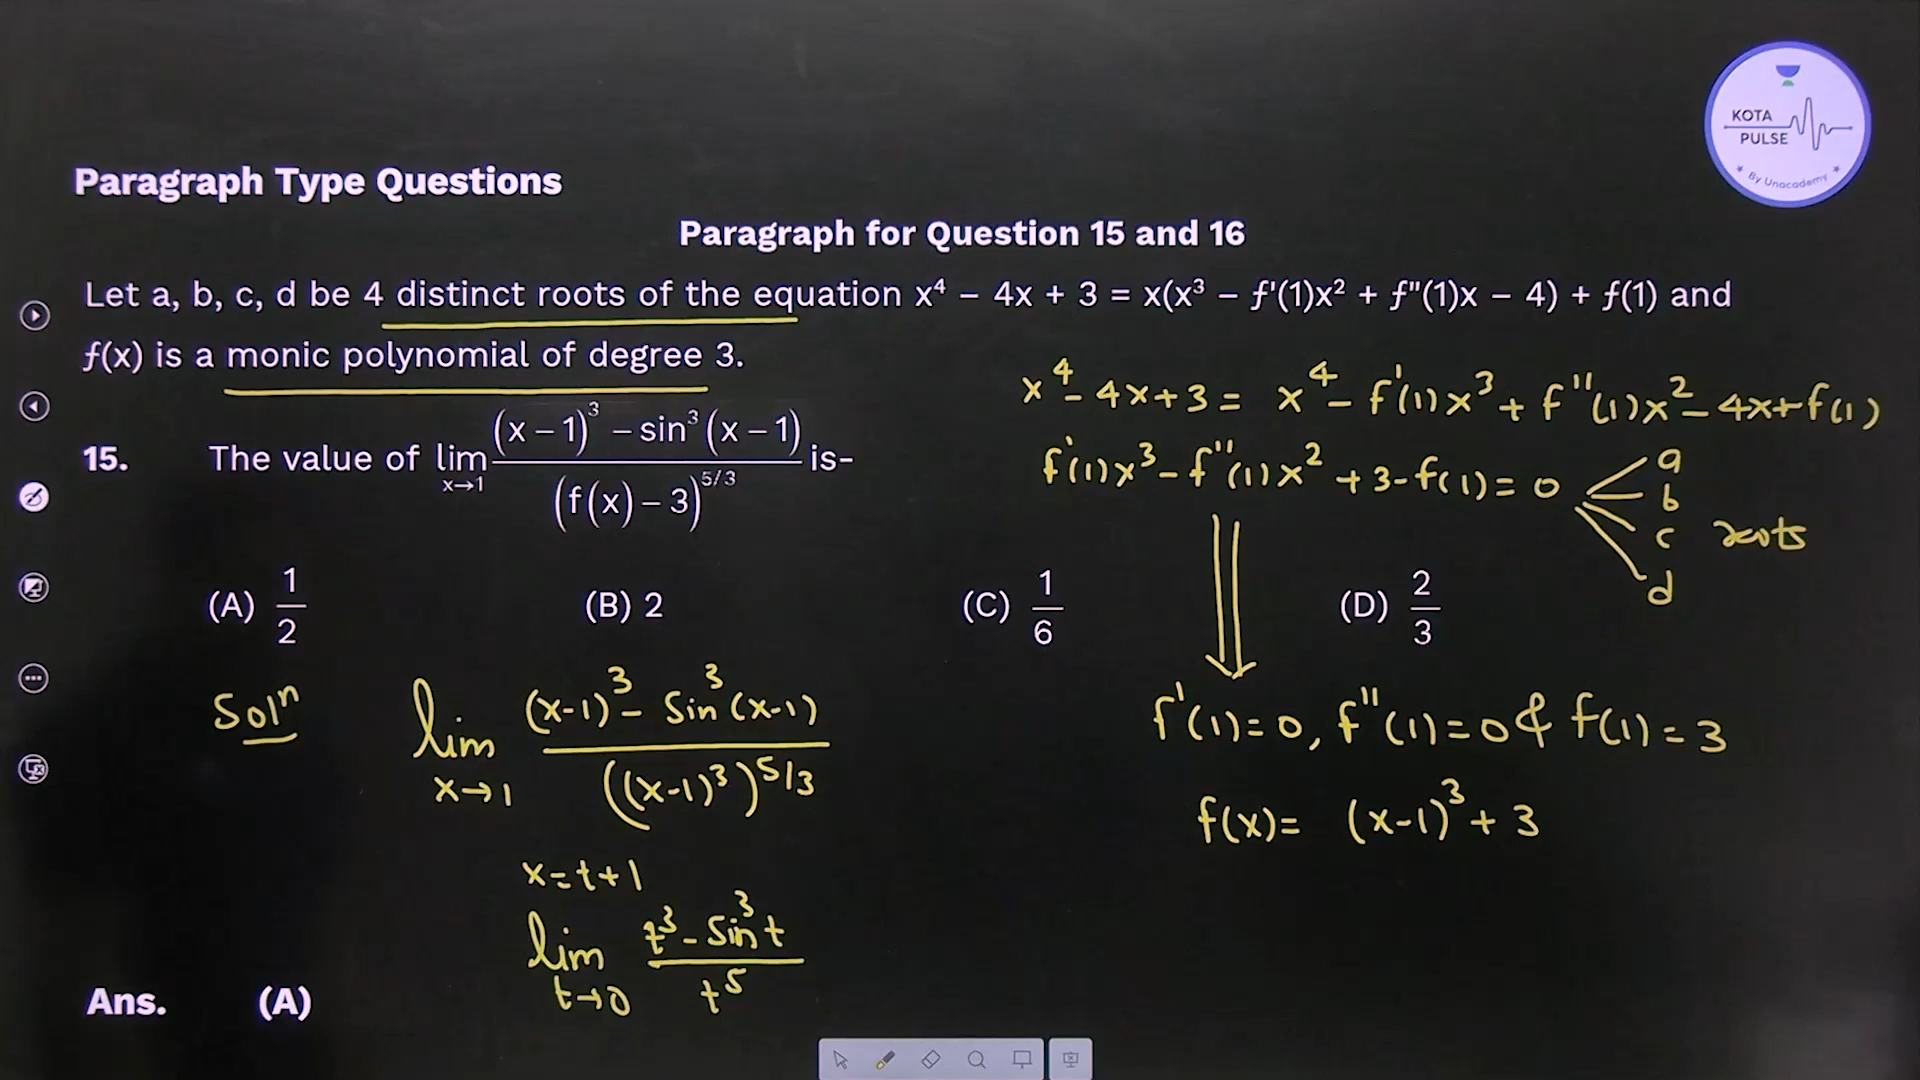 KOTA
PULSE
By Unacademy
Paragraph Type Questions
Paragraph for Question 15 and 16
Let a, b, c, d be 4 distinct roots of the equation x⁴ – 4x + 3 = x(x³ – f'(1)x² + f"(1)x – 4) + f(1) and
f(x) is a monic polynomial of degree 3.
x⁴ - 4x+3 = x⁴ - f'(1)x³ + f''(1)x² - 4x + f(1)
f'(1)x³ - f''(1)x² + 3 - f(1) = 0
a
b
c roots
d
15. The value of lim x→1 ((x – 1)³ – sin³(x – 1)) / (f(x) – 3)^5/3 is-
(A) 1/2 (B) 2 (C) 1/6 (D) 2/3
Solⁿ lim x→1 ((x-1)³ - Sin³(x-1)) / ((x-1)³)^5/3
f'(1)=0, f''(1)=0 & f(1)=3
f(x)= (x-1)³ + 3
x=t+1
lim t→0 (t³ - Sin³t) / t⁵
Ans. (A)